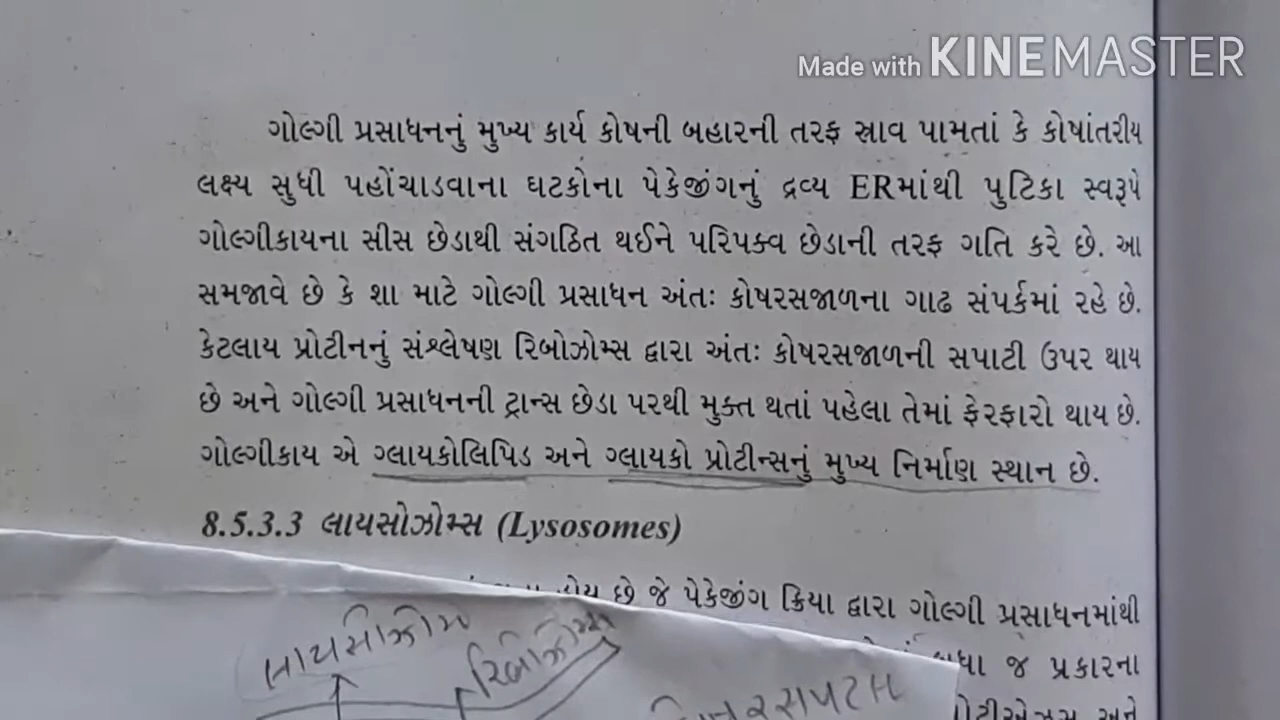 Made with KINEMASTER
ગોલ્ગી પ્રસાધનનું મુખ્ય કાર્ય કોષની બહારની તરફ સ્રાવ પામતાં કે કોષાંતરીય
લક્ષ્ય સુધી પહોંચાડવાના ઘટકોના પેકેજીંગનું દ્રવ્ય ERમાંથી પુટિકા સ્વરૂપે
ગોલ્ગીકાયના સીસ છેડાથી સંગઠિત થઈને પરિપક્વ છેડાની તરફ ગતિ કરે છે. આ
સમજાવે છે કે શા માટે ગોલ્ગી પ્રસાધન અંતઃ કોષરસજાળના ગાઢ સંપર્કમાં રહે છે.
કેટલાય પ્રોટીનનું સંશ્લેષણ રિબોઝોમ્સ દ્વારા અંતઃ કોષરસજાળની સપાટી ઉપર થાય
છે અને ગોલ્ગી પ્રસાધનની ટ્રાન્સ છેડા પરથી મુક્ત થતાં પહેલા તેમાં ફેરફારો થાય છે.
ગોલ્ગીકાય એ ગ્લાયકોલિપિડ અને ગ્લાયકો પ્રોટીન્સનું મુખ્ય નિર્માણ સ્થાન છે.
8.5.3.3 લાયસોઝોમ્સ (Lysosomes)
છે જે પેકેજીંગ ક્રિયા દ્વારા ગોલ્ગી પ્રસાધનમાંથી
જ પ્રકારના
અને
લાયસોઝોમ
રિબોઝોમ્સ